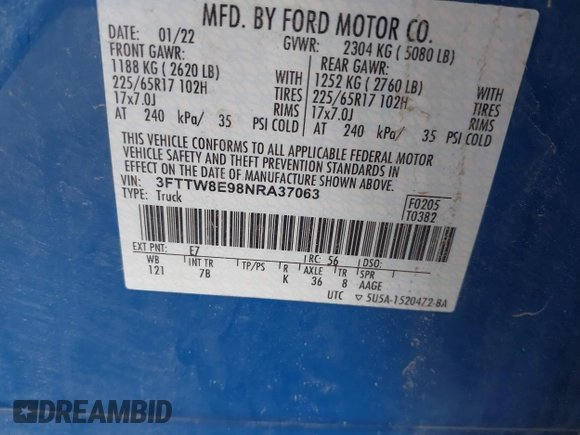 MFD. BY FORD MOTOR CO.
DATE: 01/22 GVWR: 2304 KG ( 5080 LB)
FRONT GAWR: REAR GAWR:
1188 KG ( 2620 LB) WITH 1252 KG ( 2760 LB) WITH
225/65R17 102H TIRES 225/65R17 102H TIRES
17x7.0J RIMS 17x7.0J RIMS
AT 240 kPa/ 35 PSI COLD AT 240 kPa/ 35 PSI COLD
THIS VEHICLE CONFORMS TO ALL APPLICABLE FEDERAL MOTOR
VEHICLE SAFETY AND THEFT PREVENTION STANDARDS IN
EFFECT ON THE DATE OF MANUFACTURE SHOWN ABOVE.
VIN: 3FTTW8E98NRA37063 F0205
TYPE: Truck T0382
EXT PNT: E7 RC: 56 DSO:
WB INT TR TP/PS R AXLE TR SPR
121 7B K 36 8 AAGE
UTC ▽ 5U5A-1520472-BA
DREAMBID